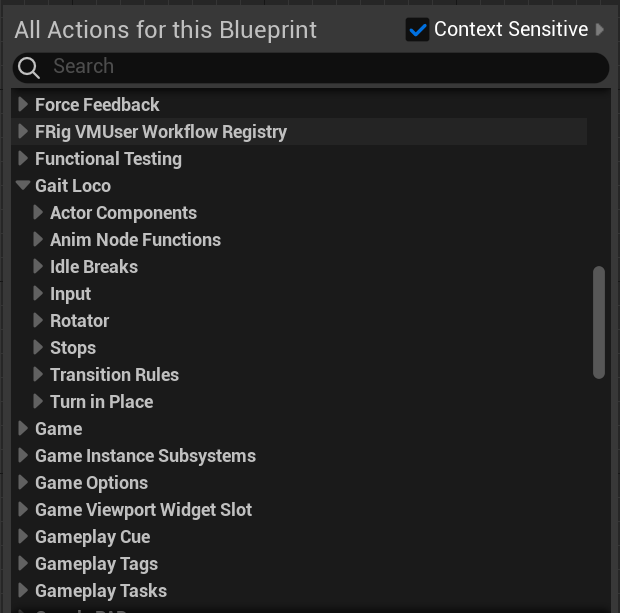 All Actions for this Blueprint
Context Sensitive
Search
Force Feedback
FRig VMUser Workflow Registry
Functional Testing
Gait Loco
Actor Components
Anim Node Functions
Idle Breaks
Input
Rotator
Stops
Transition Rules
Turn in Place
Game
Game Instance Subsystems
Game Options
Game Viewport Widget Slot
Gameplay Cue
Gameplay Tags
Gameplay Tasks